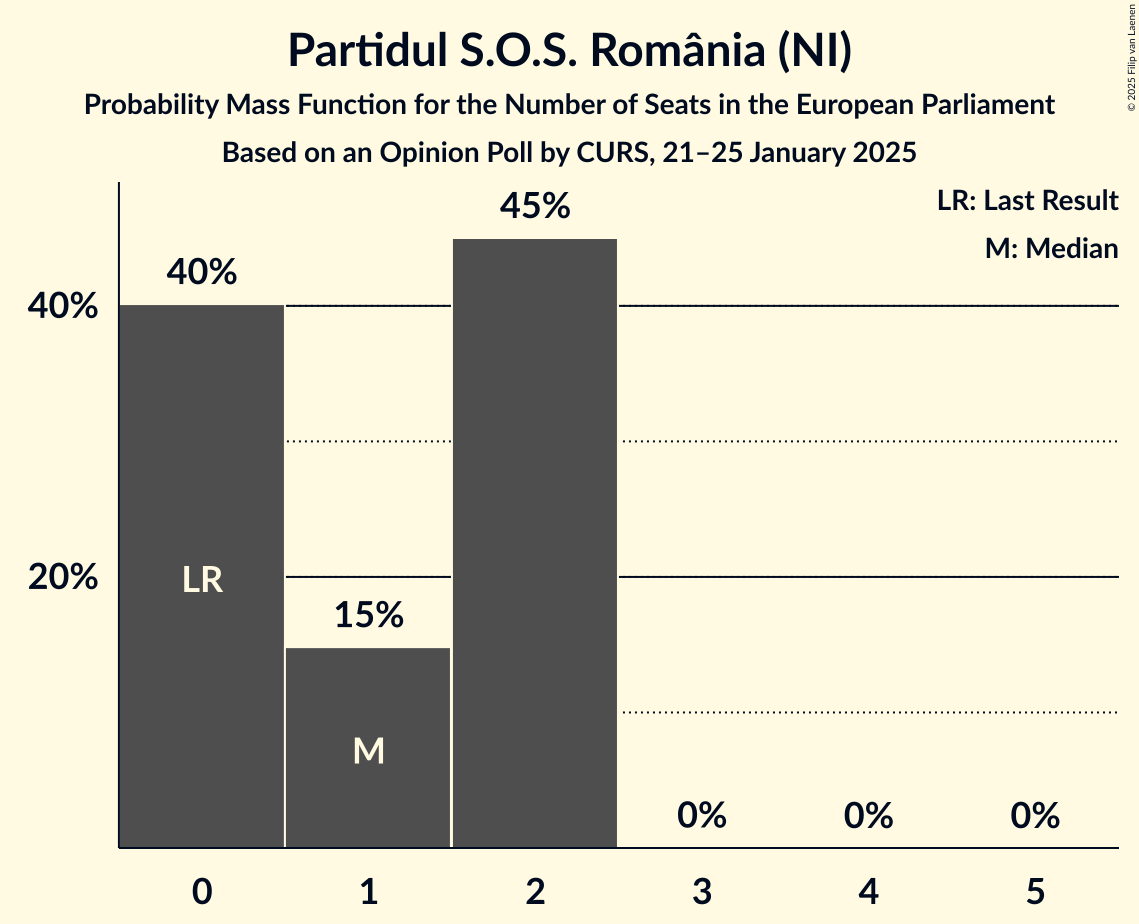 Partidul S.O.S. România (NI)
Probability Mass Function for the Number of Seats in the European Parliament
Based on an Opinion Poll by CURS, 21–25 January 2025
© 2025 Filip van Laenen
LR: Last Result
M: Median
45%
40%
40%
LR
20%
15%
M
0%
0%
0%
0
1
2
3
4
5